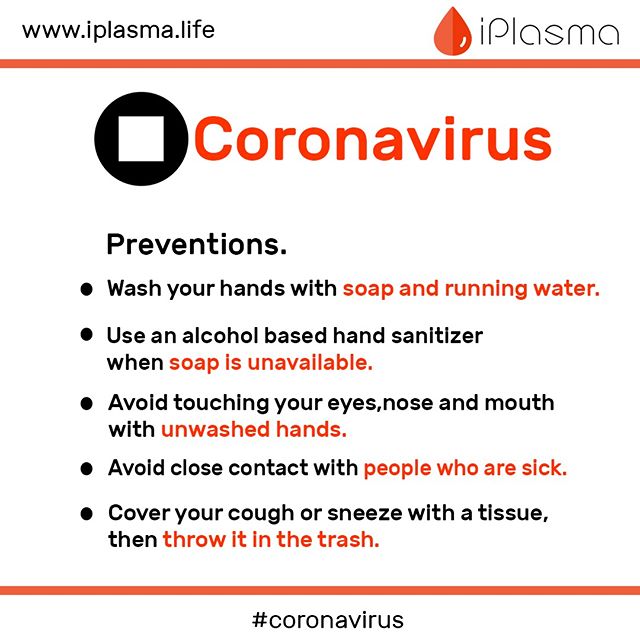 www.iplasma.life
iPlasma
Coronavirus
Preventions.
● Wash your hands with soap and running water.
● Use an alcohol based hand sanitizer
when soap is unavailable.
● Avoid touching your eyes,nose and mouth
with unwashed hands.
● Avoid close contact with people who are sick.
● Cover your cough or sneeze with a tissue,
then throw it in the trash.
#coronavirus